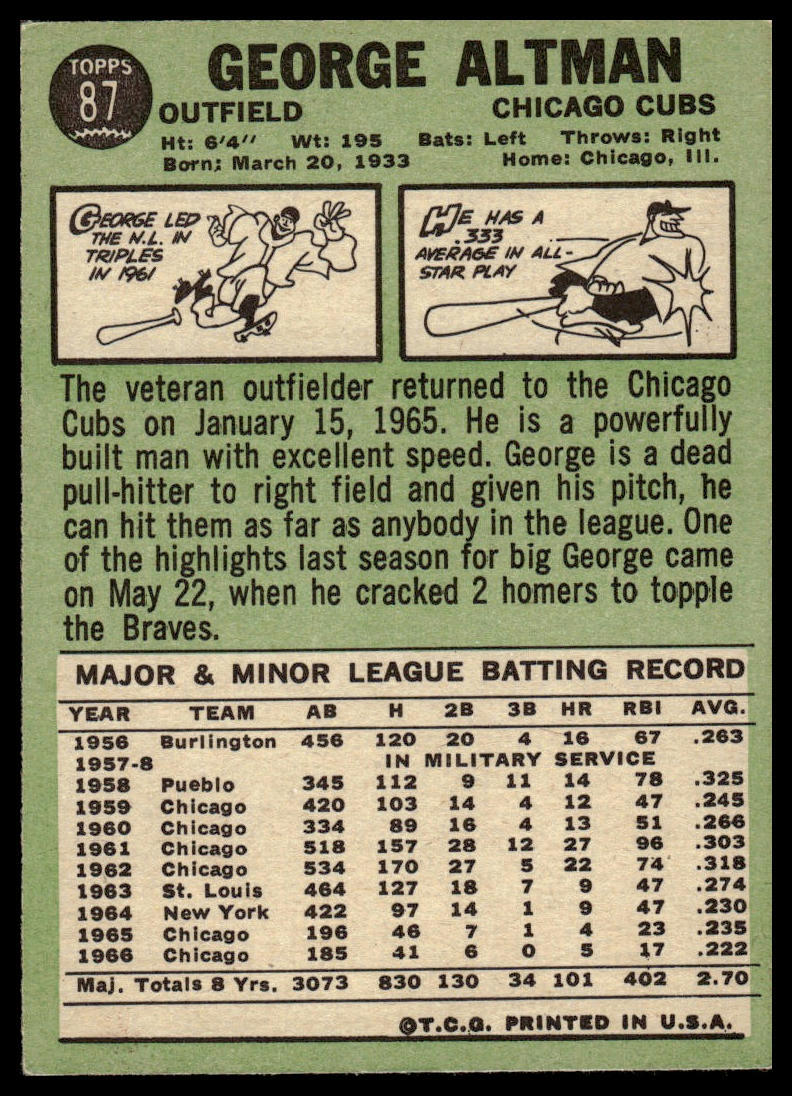 TOPPS
87
GEORGE ALTMAN
OUTFIELD CHICAGO CUBS
Ht: 6'4" Wt: 195 Bats: Left Throws: Right
Born: March 20, 1933 Home: Chicago, Ill.
GEORGE LED
THE N.L. IN
TRIPLES
IN 1961
HE HAS A
.333
AVERAGE IN ALL-
STAR PLAY
The veteran outfielder returned to the Chicago
Cubs on January 15, 1965. He is a powerfully
built man with excellent speed. George is a dead
pull-hitter to right field and given his pitch, he
can hit them as far as anybody in the league. One
of the highlights last season for big George came
on May 22, when he cracked 2 homers to topple
the Braves.
MAJOR & MINOR LEAGUE BATTING RECORD
YEAR TEAM AB H 2B 3B HR RBI AVG.
1956 Burlington 456 120 20 4 16 67 .263
1957-8 IN MILITARY SERVICE
1958 Pueblo 345 112 9 11 14 78 .325
1959 Chicago 420 103 14 4 12 47 .245
1960 Chicago 334 89 16 4 13 51 .266
1961 Chicago 518 157 28 12 27 96 .303
1962 Chicago 534 170 27 5 22 74 .318
1963 St. Louis 464 127 18 7 9 47 .274
1964 New York 422 97 14 1 9 47 .230
1965 Chicago 196 46 7 1 4 23 .235
1966 Chicago 185 41 6 0 5 17 .222
Maj. Totals 8 Yrs. 3073 830 130 34 101 402 2.70
©T.C.G. PRINTED IN U.S.A.